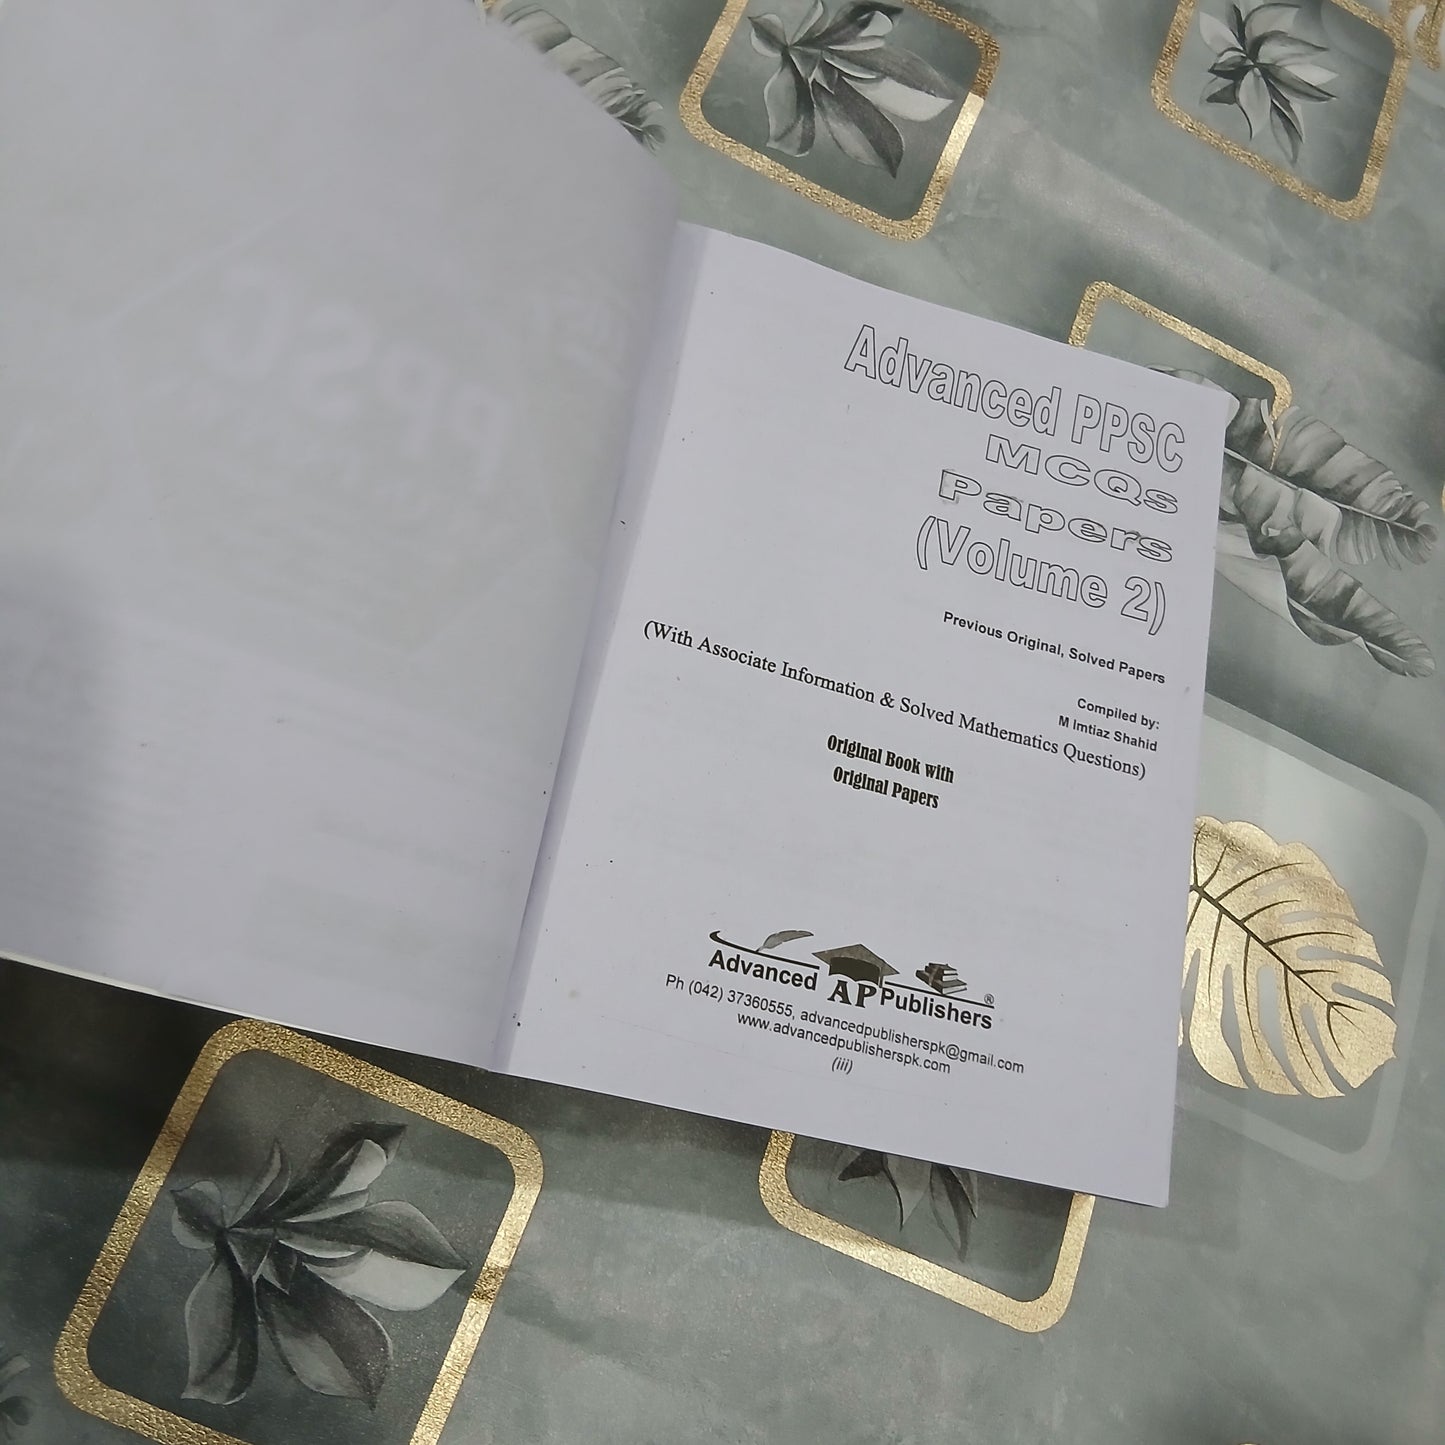 Advanced PPSC
MCQs
Papers
(Volume 2)
Previous Original, Solved Papers
(With Associate Information & Solved Mathematics Questions)
Compiled by:
M Imtiaz Shahid
Original Book with
Original Papers
Advanced AP Publishers ®
Ph (042) 37360555, advancedpublisherspk@gmail.com
www.advancedpublisherspk.com
(iii)
PPSC